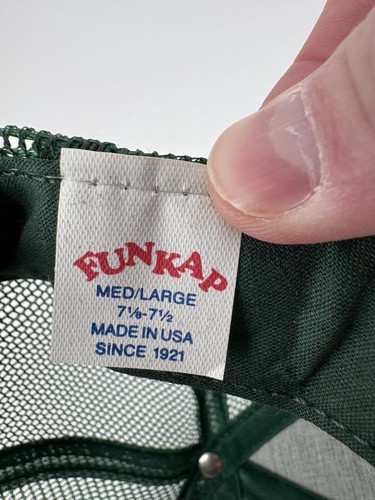 FUNKAP
MED/LARGE
7⅛-7½
MADE IN USA
SINCE 1921